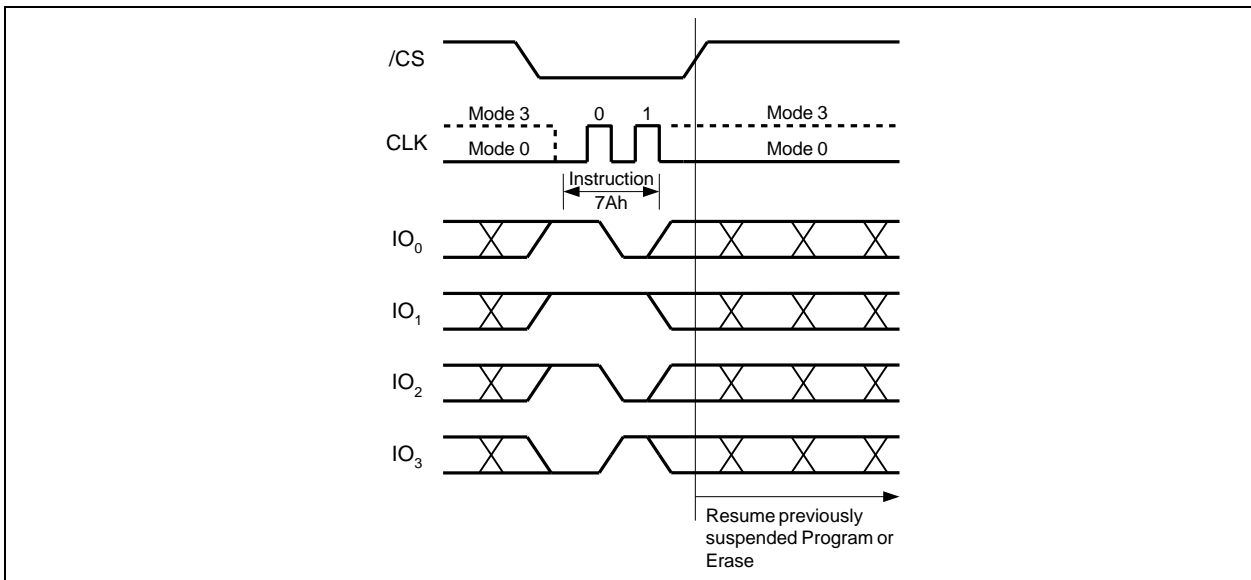 /CS
Mode 3 0 1 Mode 3
CLK
Mode 0 Mode 0
Instruction
7Ah
IO0
IO1
IO2
IO3
Resume previously
suspended Program or
Erase